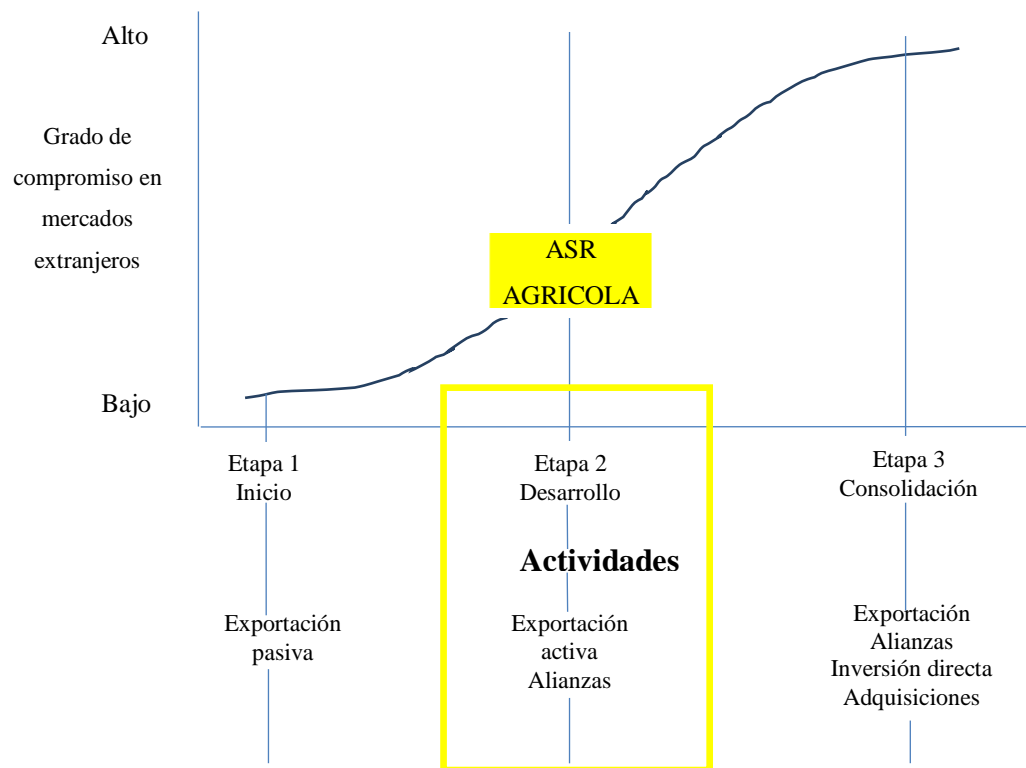 Alto
Grado de
compromiso en
mercados
extranjeros
ASR
AGRICOLA
Bajo
Etapa 1
Inicio
Etapa 2
Desarrollo
Etapa 3
Consolidación
Actividades
Exportación
pasiva
Exportación
activa
Alianzas
Exportación
Alianzas
Inversión directa
Adquisiciones